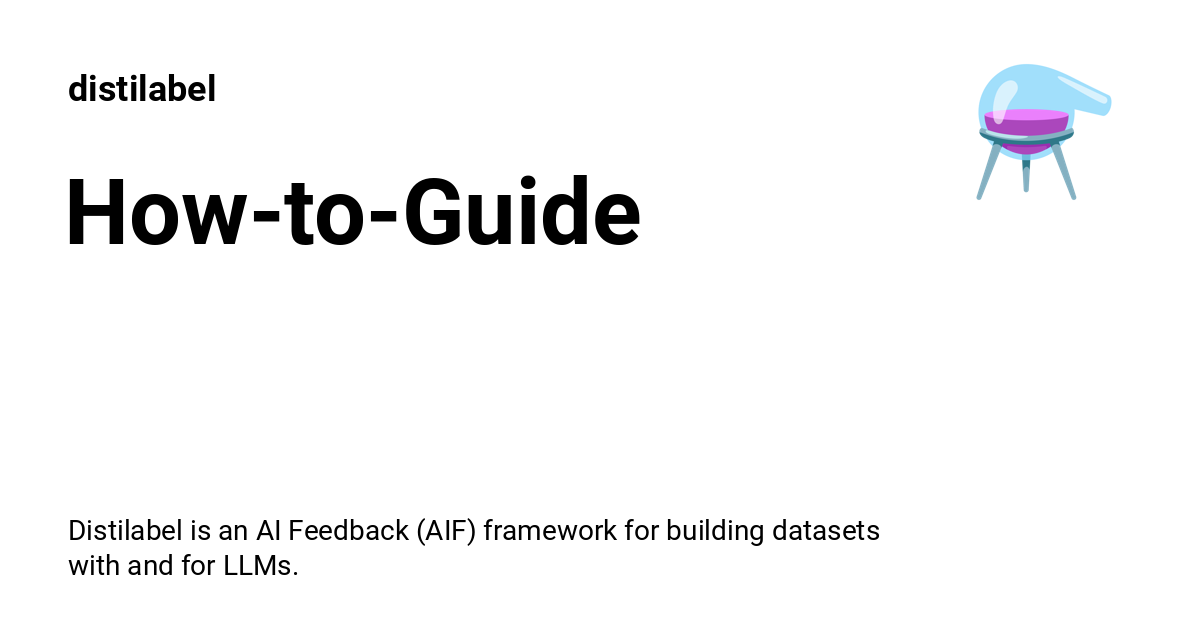 distilabel
How-to-Guide
Distilabel is an AI Feedback (AIF) framework for building datasets
with and for LLMs.